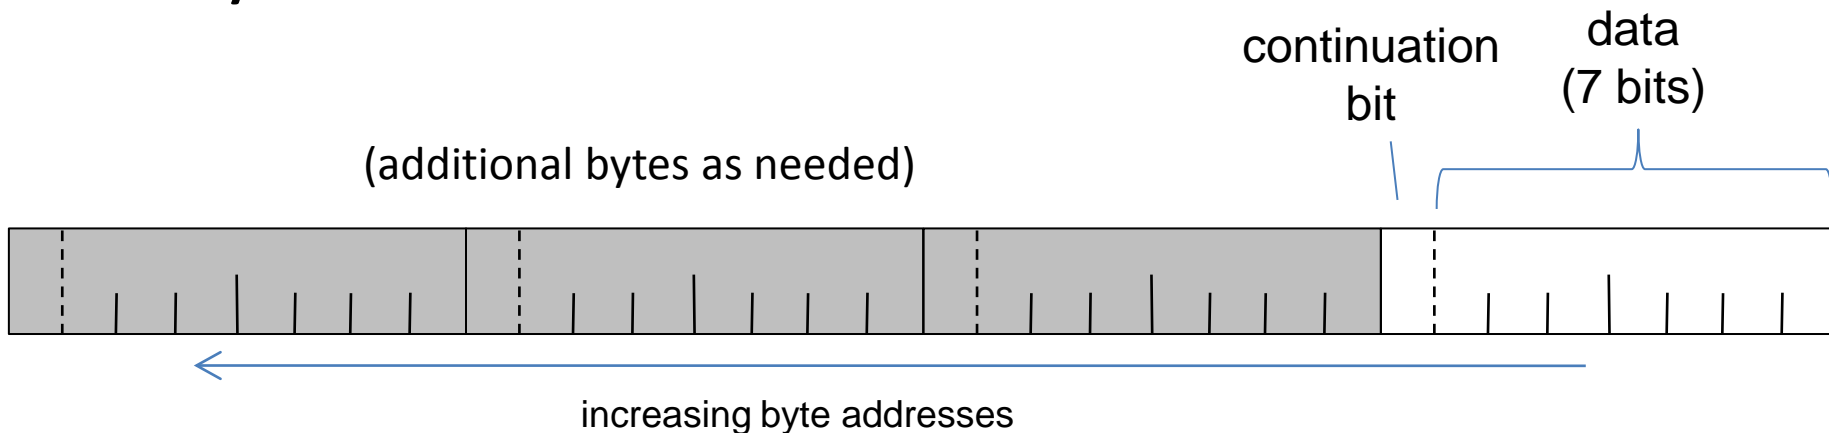 continuation
bit
data
(7 bits)
(additional bytes as needed)
increasing byte addresses